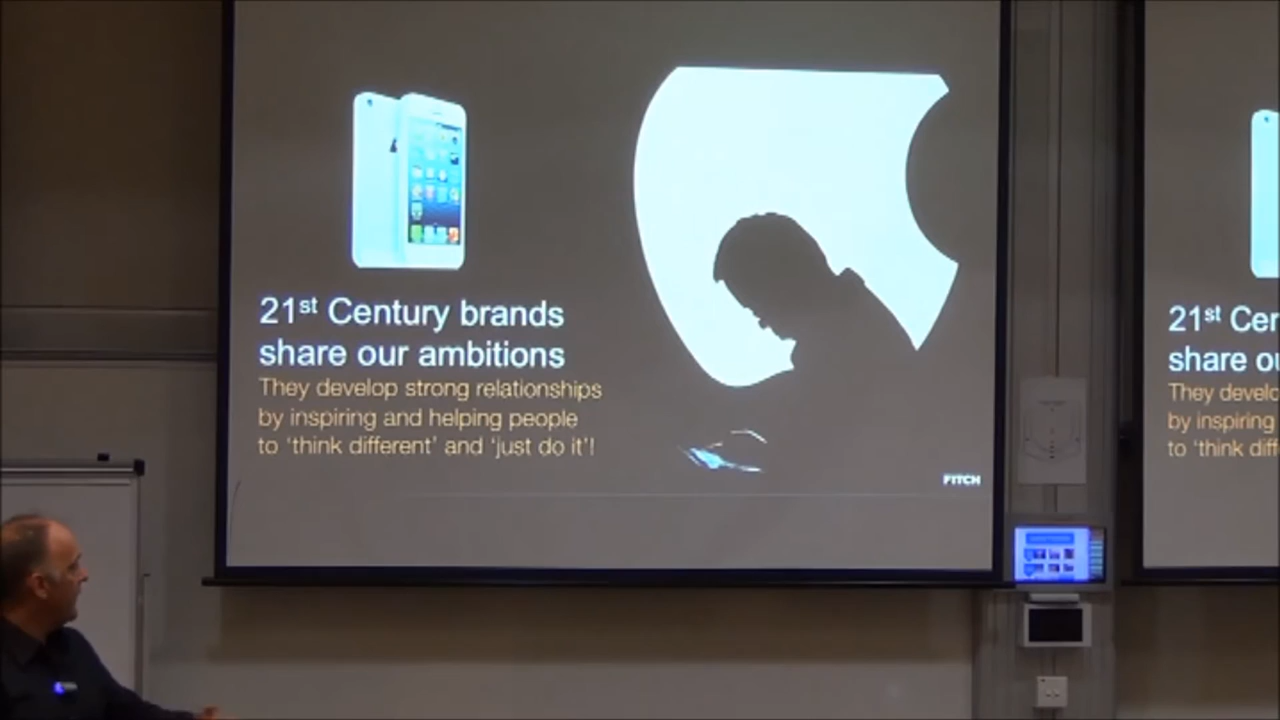 21st Century brands
share our ambitions
They develop strong relationships
by inspiring and helping people
to ‘think different’ and ‘just do it’!
FITCH
21st Cer
share ou
They develo
by inspiring
to ‘think diff